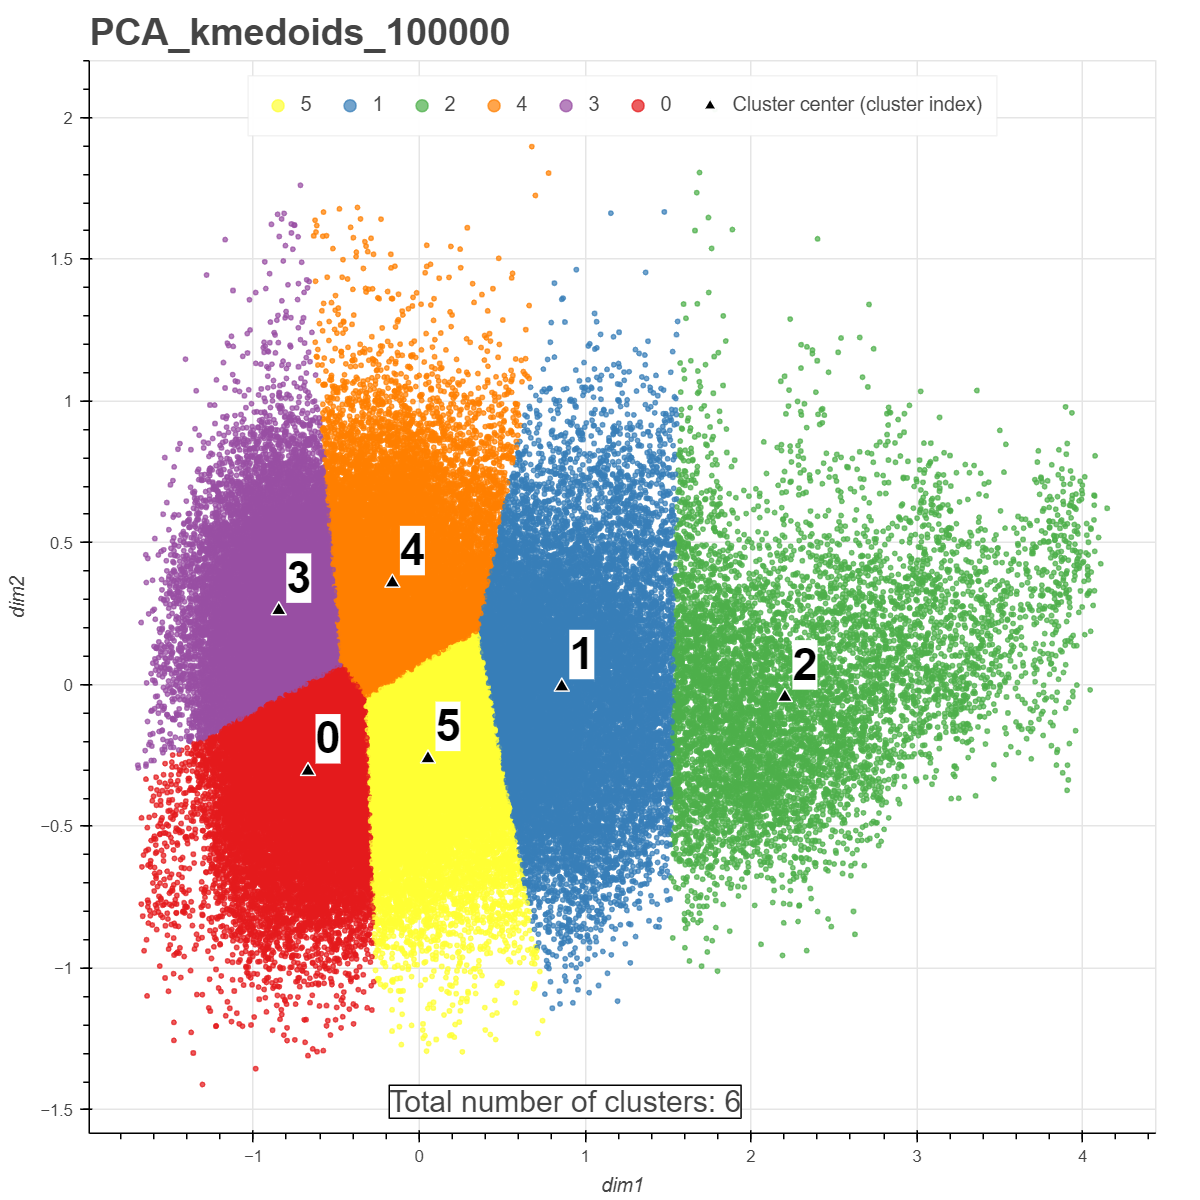 PCA_kmedoids_100000
5 1 2 4 3 0 Cluster center (cluster index)
2
1.5
1
0.5
0
−0.5
−1
−1.5
dim2
3
4
1
2
5
0
Total number of clusters: 6
−1 0 1 2 3 4
dim1